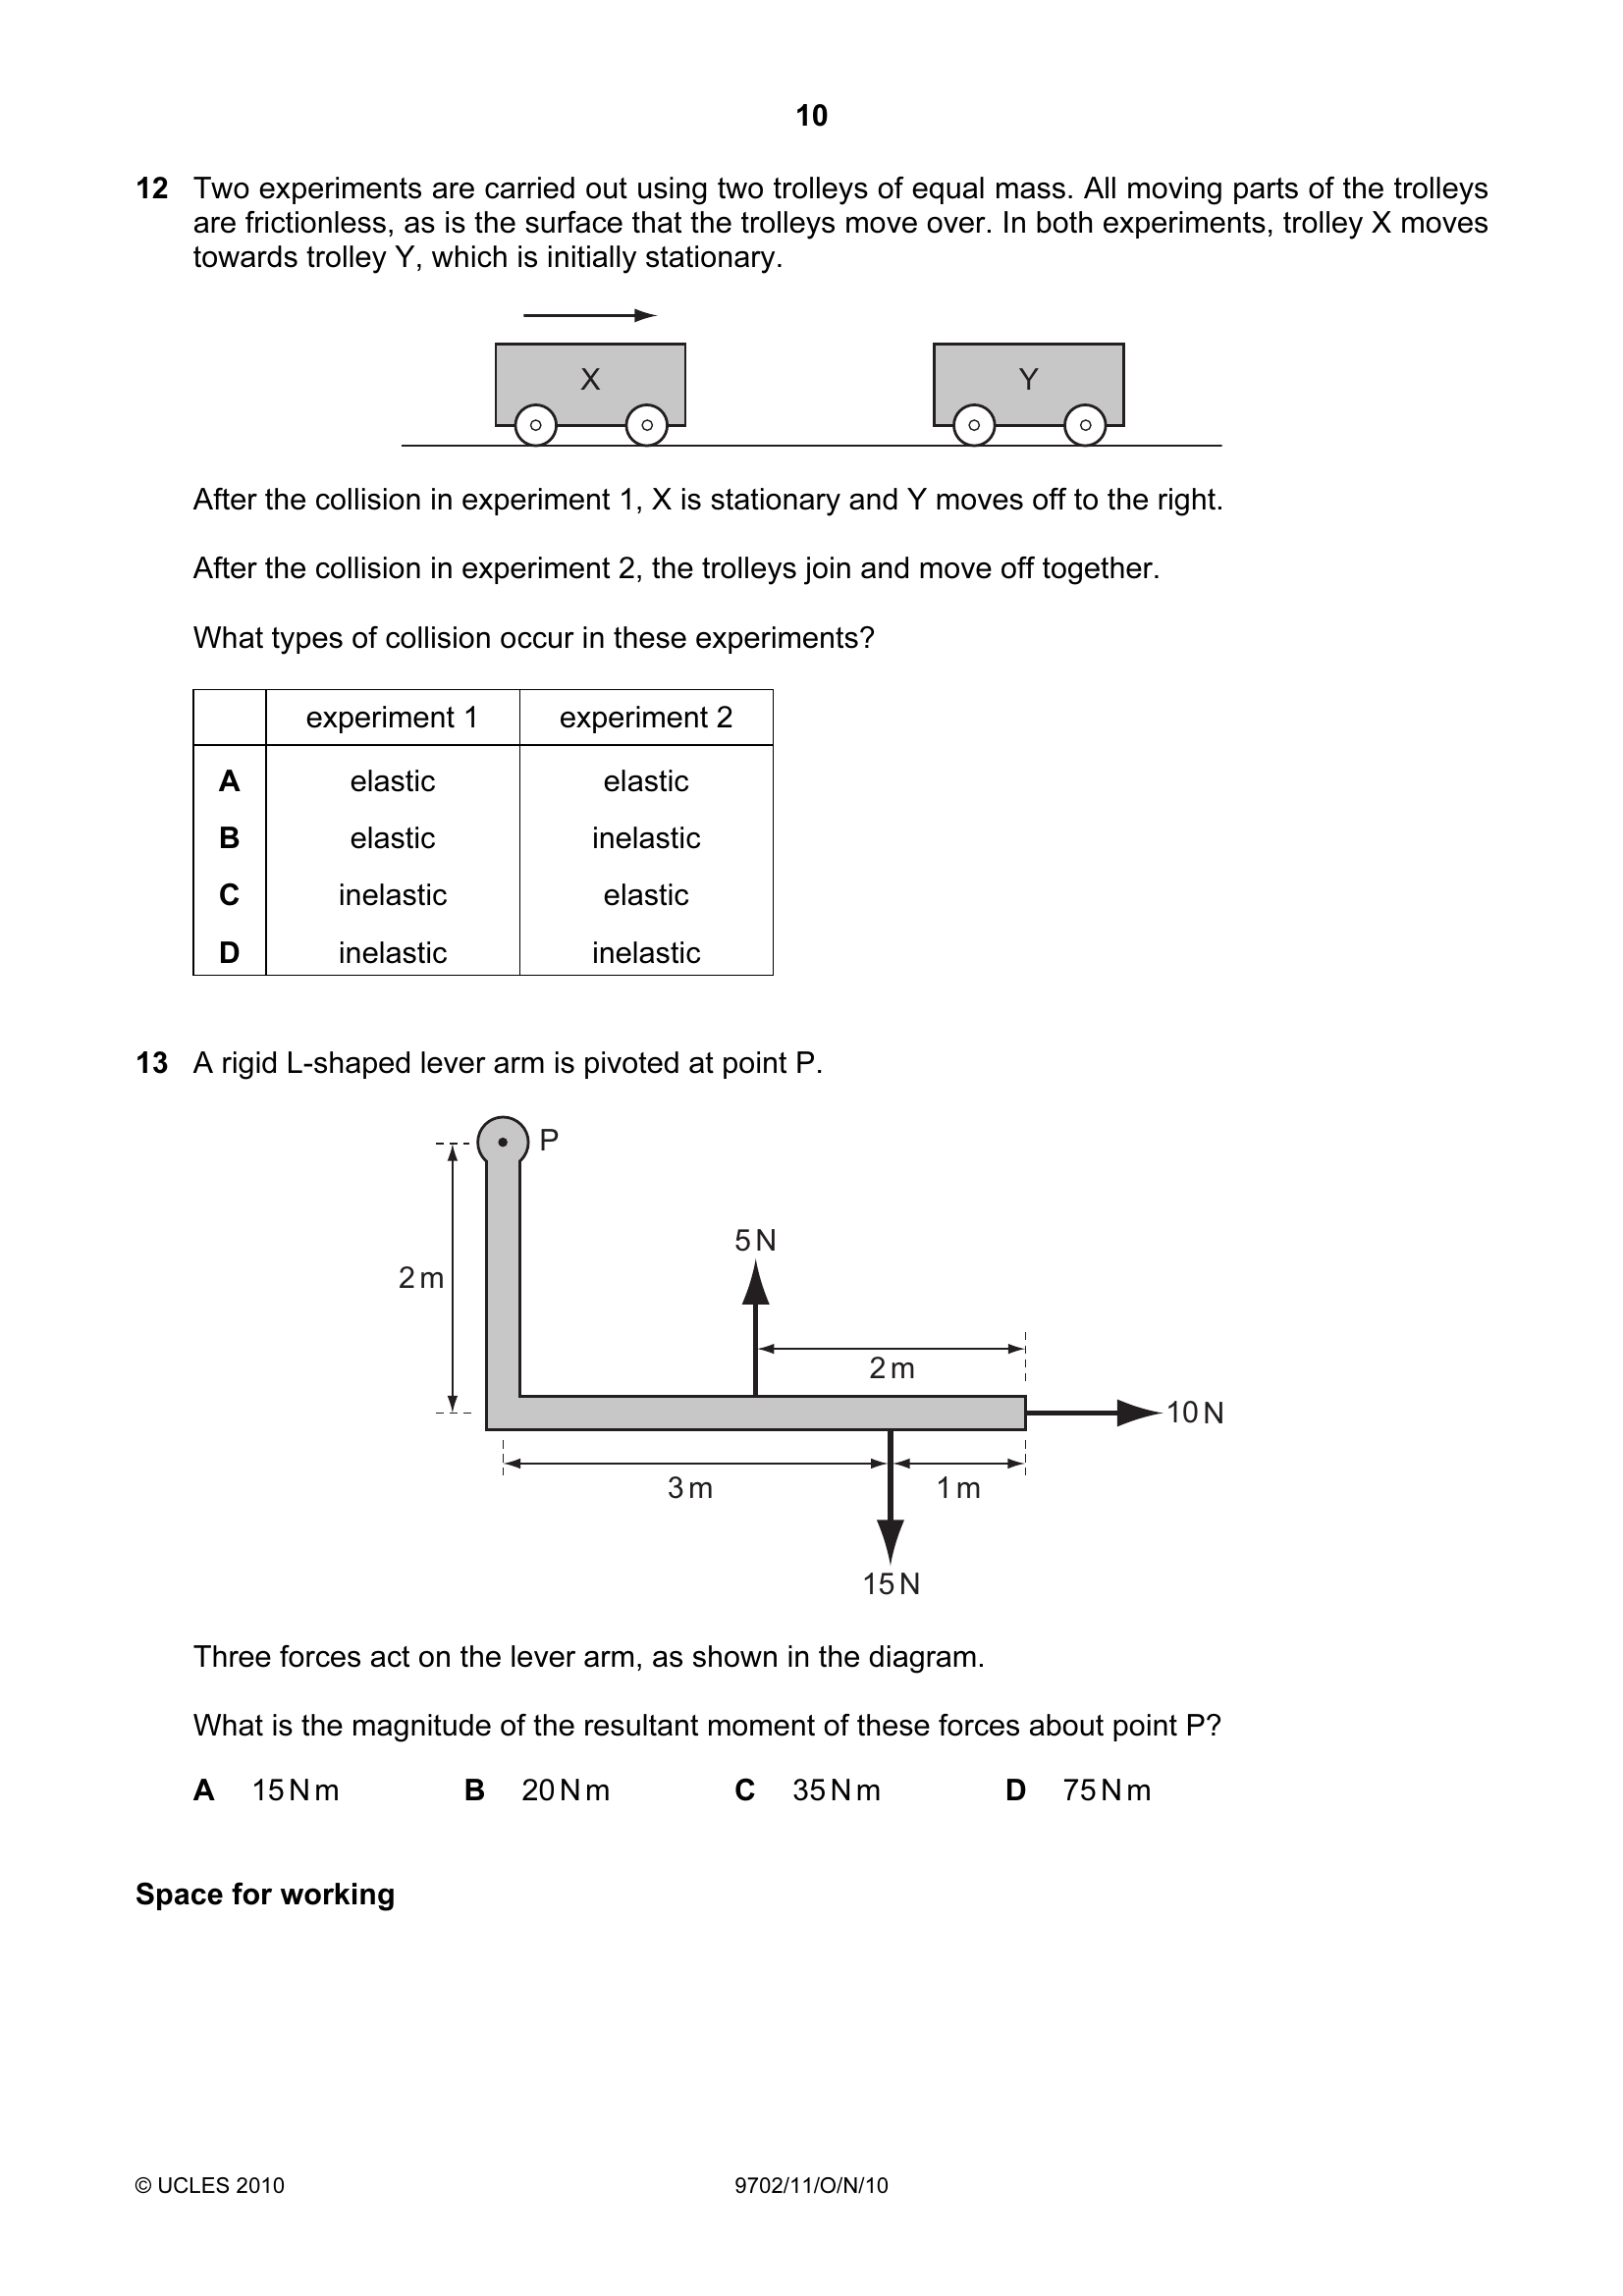 10
12 Two experiments are carried out using two trolleys of equal mass. All moving parts of the trolleys
are frictionless, as is the surface that the trolleys move over. In both experiments, trolley X moves
towards trolley Y, which is initially stationary.
X Y
After the collision in experiment 1, X is stationary and Y moves off to the right.
After the collision in experiment 2, the trolleys join and move off together.
What types of collision occur in these experiments?
experiment 1 experiment 2
A elastic elastic
B elastic inelastic
C inelastic elastic
D inelastic inelastic
13 A rigid L-shaped lever arm is pivoted at point P.
P
5 N
2 m
2 m
10 N
3 m 1 m
15 N
Three forces act on the lever arm, as shown in the diagram.
What is the magnitude of the resultant moment of these forces about point P?
A 15 N m B 20 N m C 35 N m D 75 N m
Space for working
© UCLES 2010 9702/11/O/N/10